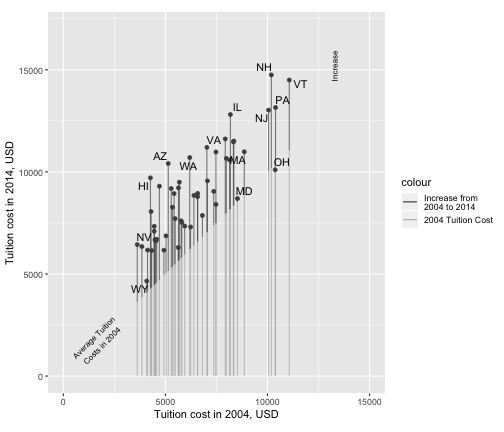 Tuition cost in 2014, USD
15000
10000
5000
0
NH
VT
PA
IL
NJ
VA
AZ
WA
MA
OH
HI
MD
NV
WY
Increase
Average Tuition
Costs in 2004
0
5000
10000
15000
Tuition cost in 2004, USD
colour
Increase from
2004 to 2014
2004 Tuition Cost